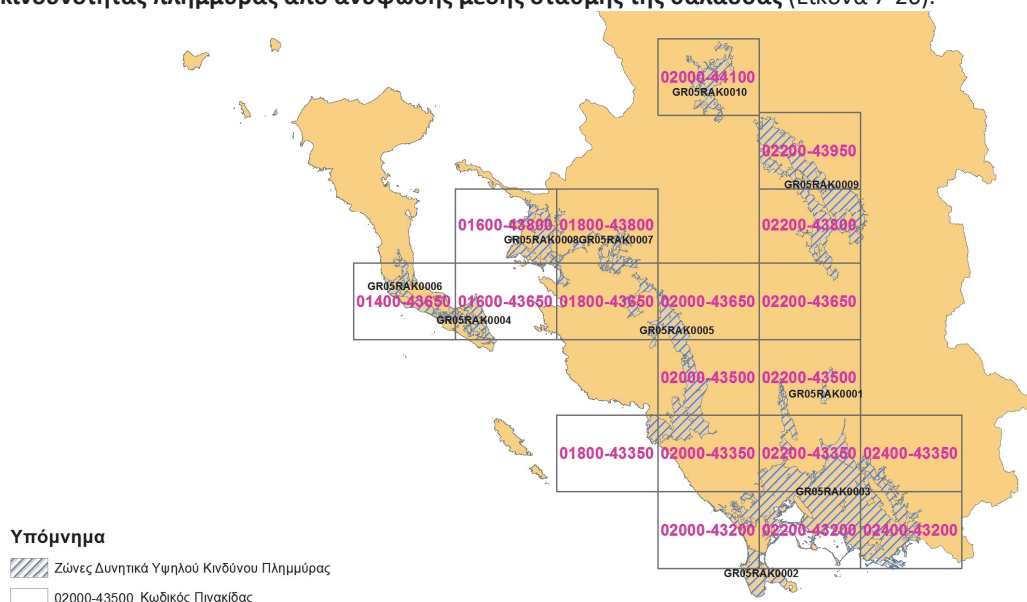 κινδυνότητας πλημμύρας από ανύψωσης μέσης στάθμης της θάλασσας (Εικόνα 7-20).
02000-44100
GR05RAK0010
02200-43950
GR05RAK0009
01600-43800 01800-43800 02200-43800
GR05RAK0008 GR05RAK0007
GR05RAK0006
01400-43650 01600-43650 01800-43650 02000-43650 02200-43650
GR05RAK0004
GR05RAK0005
02000-43500 02200-43500
GR05RAK0001
01800-43350 02000-43350 02200-43350 02400-43350
GR05RAK0003
02000-43200 02200-43200 02400-43200
GR05RAK0002
Υπόμνημα
Ζώνες Δυνητικά Υψηλού Κινδύνου Πλημμύρας
02000-43500 Κωδικός Πινακίδας